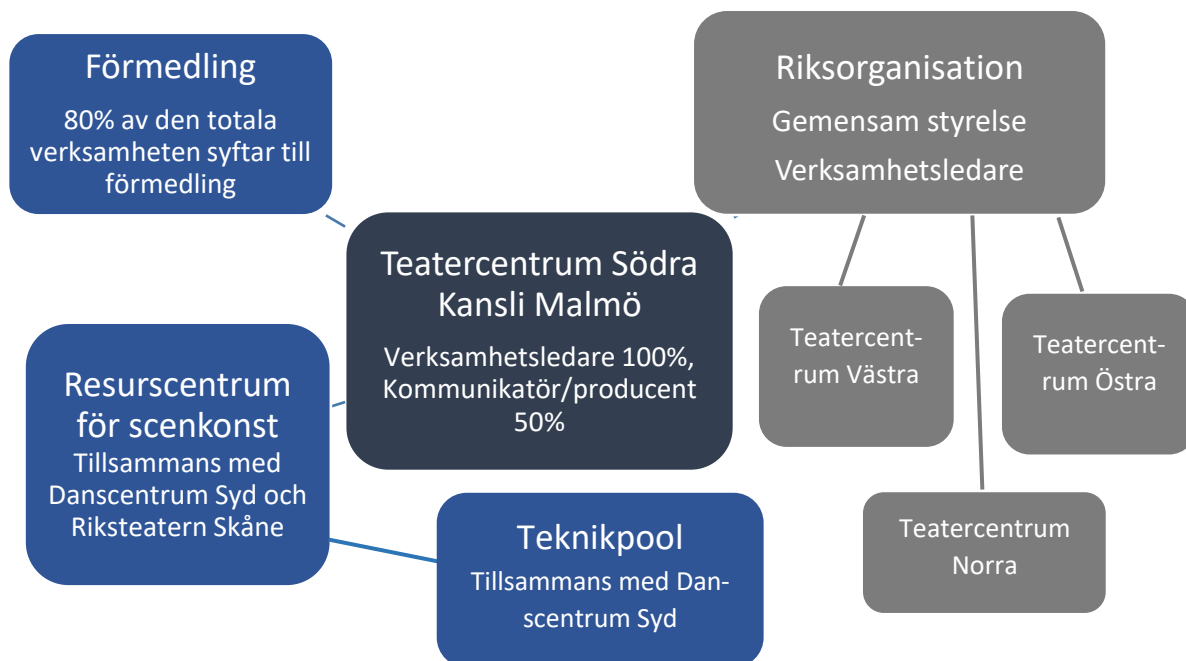 Förmedling
80% av den totala
verksamheten syftar till
förmedling
Riksorganisation
Gemensam styrelse
Verksamhetsledare
Teatercentrum Södra
Kansli Malmö
Verksamhetsledare 100%,
Kommunikatör/producent
50%
Teatercent-
rum Västra
Teatercent-
rum Östra
Resurscentrum
för scenkonst
Tillsammans med
Danscentrum Syd och
Riksteatern Skåne
Teknikpool
Tillsammans med Dan-
scentrum Syd
Teatercentrum
Norra